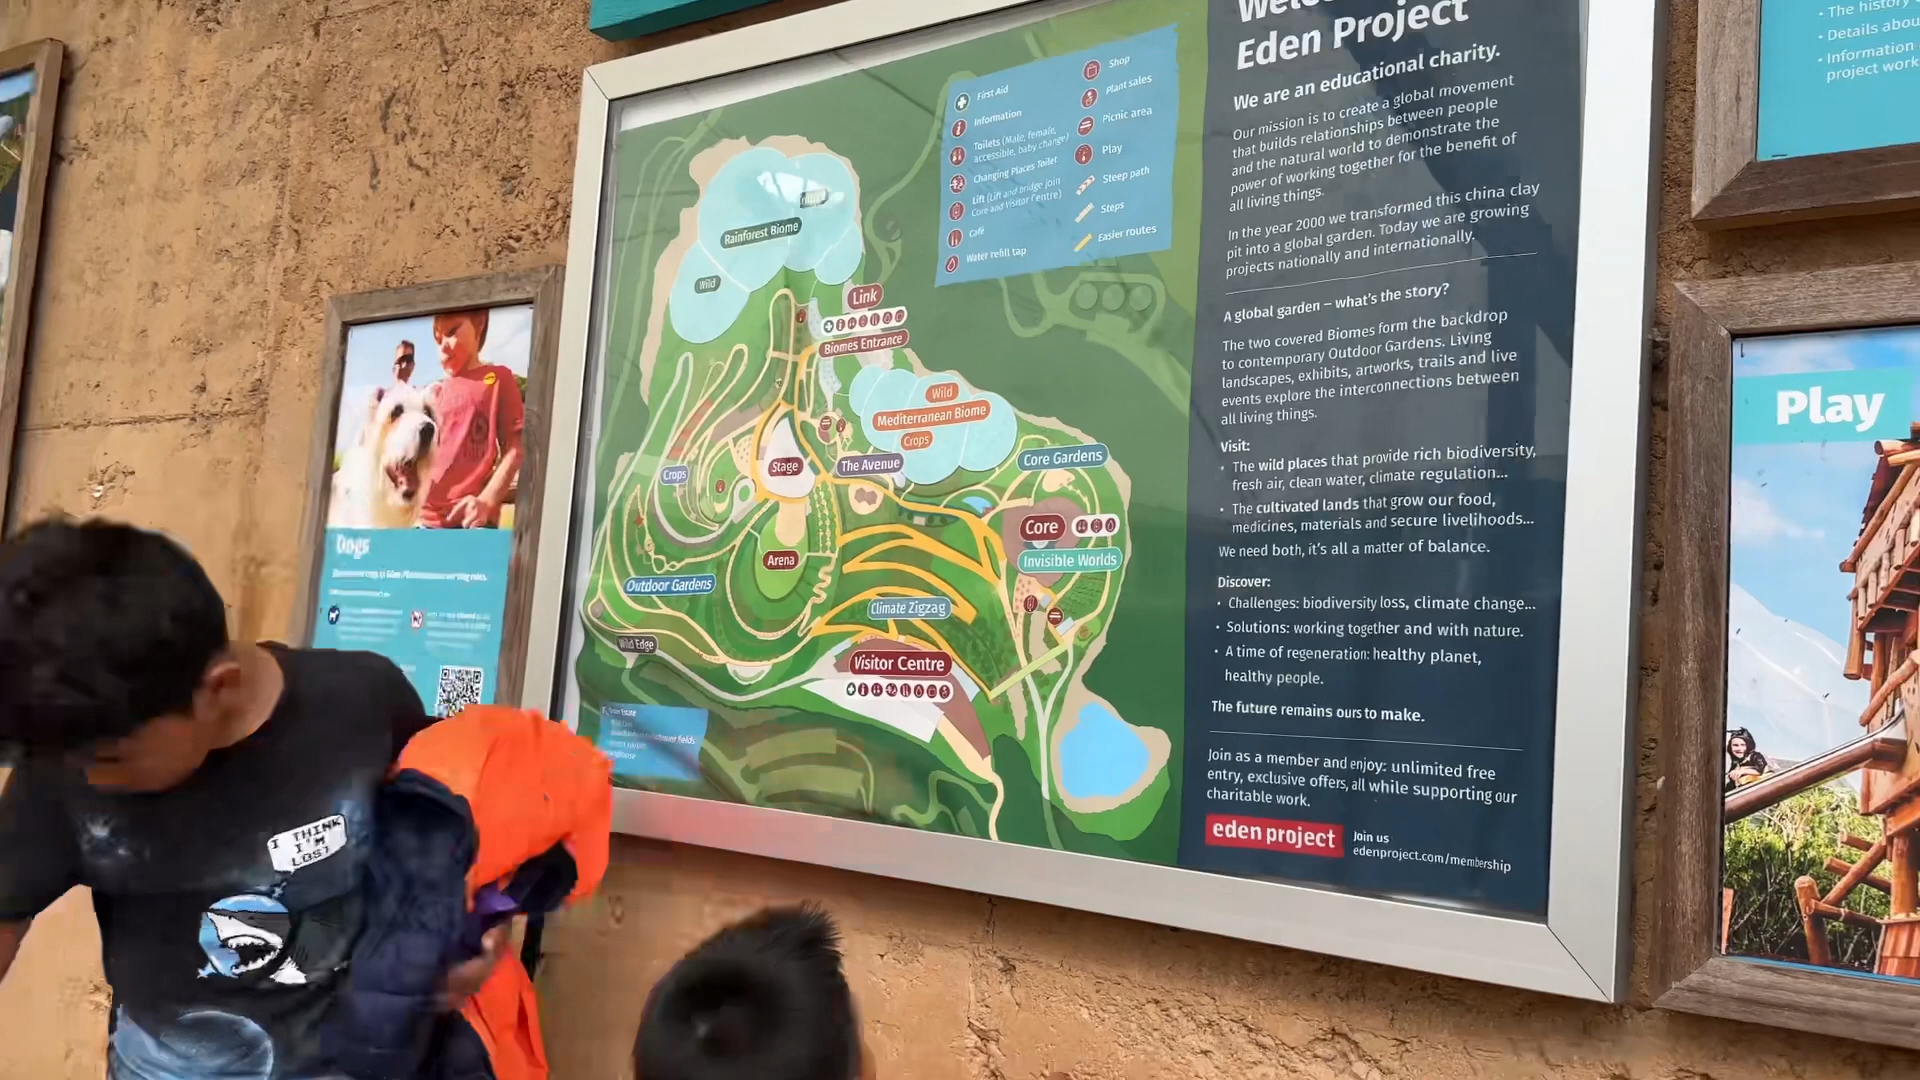 Eden Project
We are an educational charity.
Our mission is to create a global movement
that builds relationships between people
and the natural world to demonstrate the
power of working together for the benefit of
all living things.
In the year 2000 we transformed this china clay
pit into a global garden. Today we are growing
projects nationally and internationally.
A global garden – what's the story?
The two covered Biomes form the backdrop
to contemporary Outdoor Gardens. Living
landscapes, exhibits, artworks, trails and live
events explore the interconnections between
all living things.
Visit:
• The wild places that provide rich biodiversity,
fresh air, clean water, climate regulation...
• The cultivated lands that grow our food,
medicines, materials and secure livelihoods...
We need both, it's all a matter of balance.
Discover:
• Challenges: biodiversity loss, climate change...
• Solutions: working together and with nature.
• A time of regeneration: healthy planet,
healthy people.
The future remains ours to make.
Join as a member and enjoy: unlimited free
entry, exclusive offers, all while supporting our
charitable work.
eden project
Join us
edenproject.com/membership
First Aid
Information
Toilets (Male, female,
accessible, baby change)
Changing Places Toilet
Lift (Lift and bridge join
Core and Visitor Centre)
Café
Water refill tap
Shop
Plant sales
Picnic area
Play
Steep path
Steps
Easier routes
Rainforest Biome
Wild
Link
Biomes Entrance
Wild
Mediterranean Biome
Crops
Core Gardens
The Avenue
Stage
Crops
Core
Invisible Worlds
Arena
Outdoor Gardens
Climate Zigzag
Wild Edge
Visitor Centre
Dogs
I THINK
I'M
LOST
• The history
• Details
• Information
project work
Play